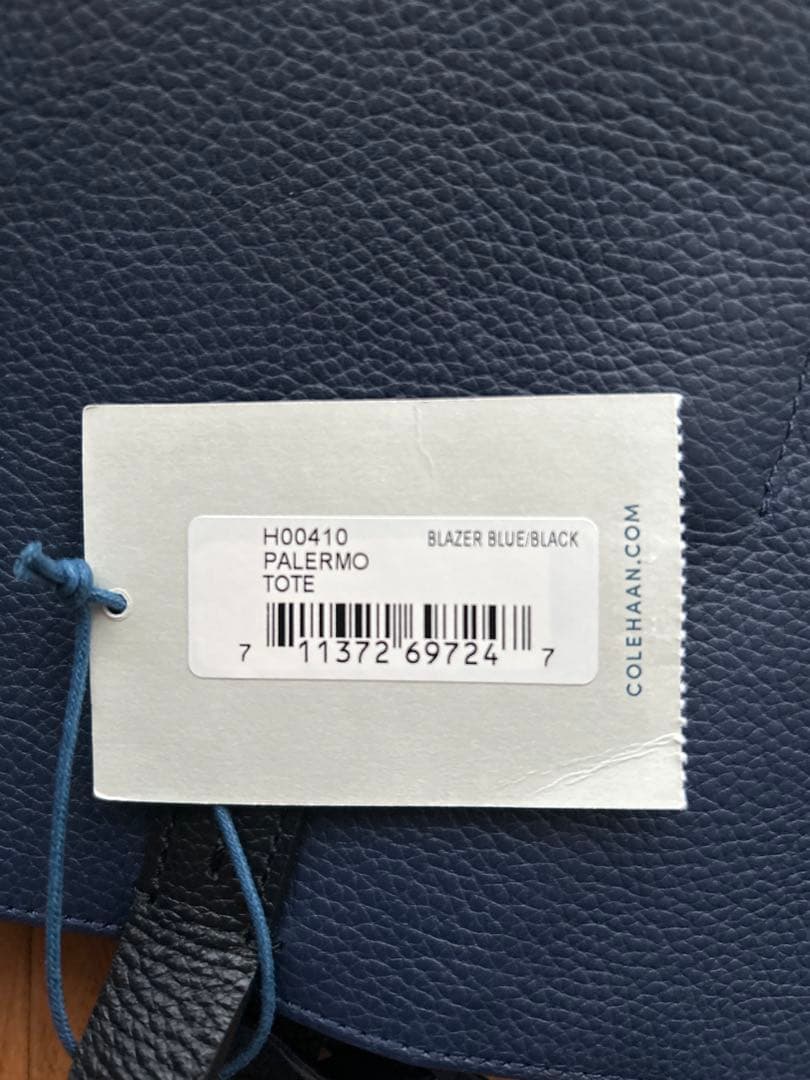 H00410 BLAZER BLUE/BLACK
PALERMO
TOTE
7 11372 69724 7
COLEHAAN.COM